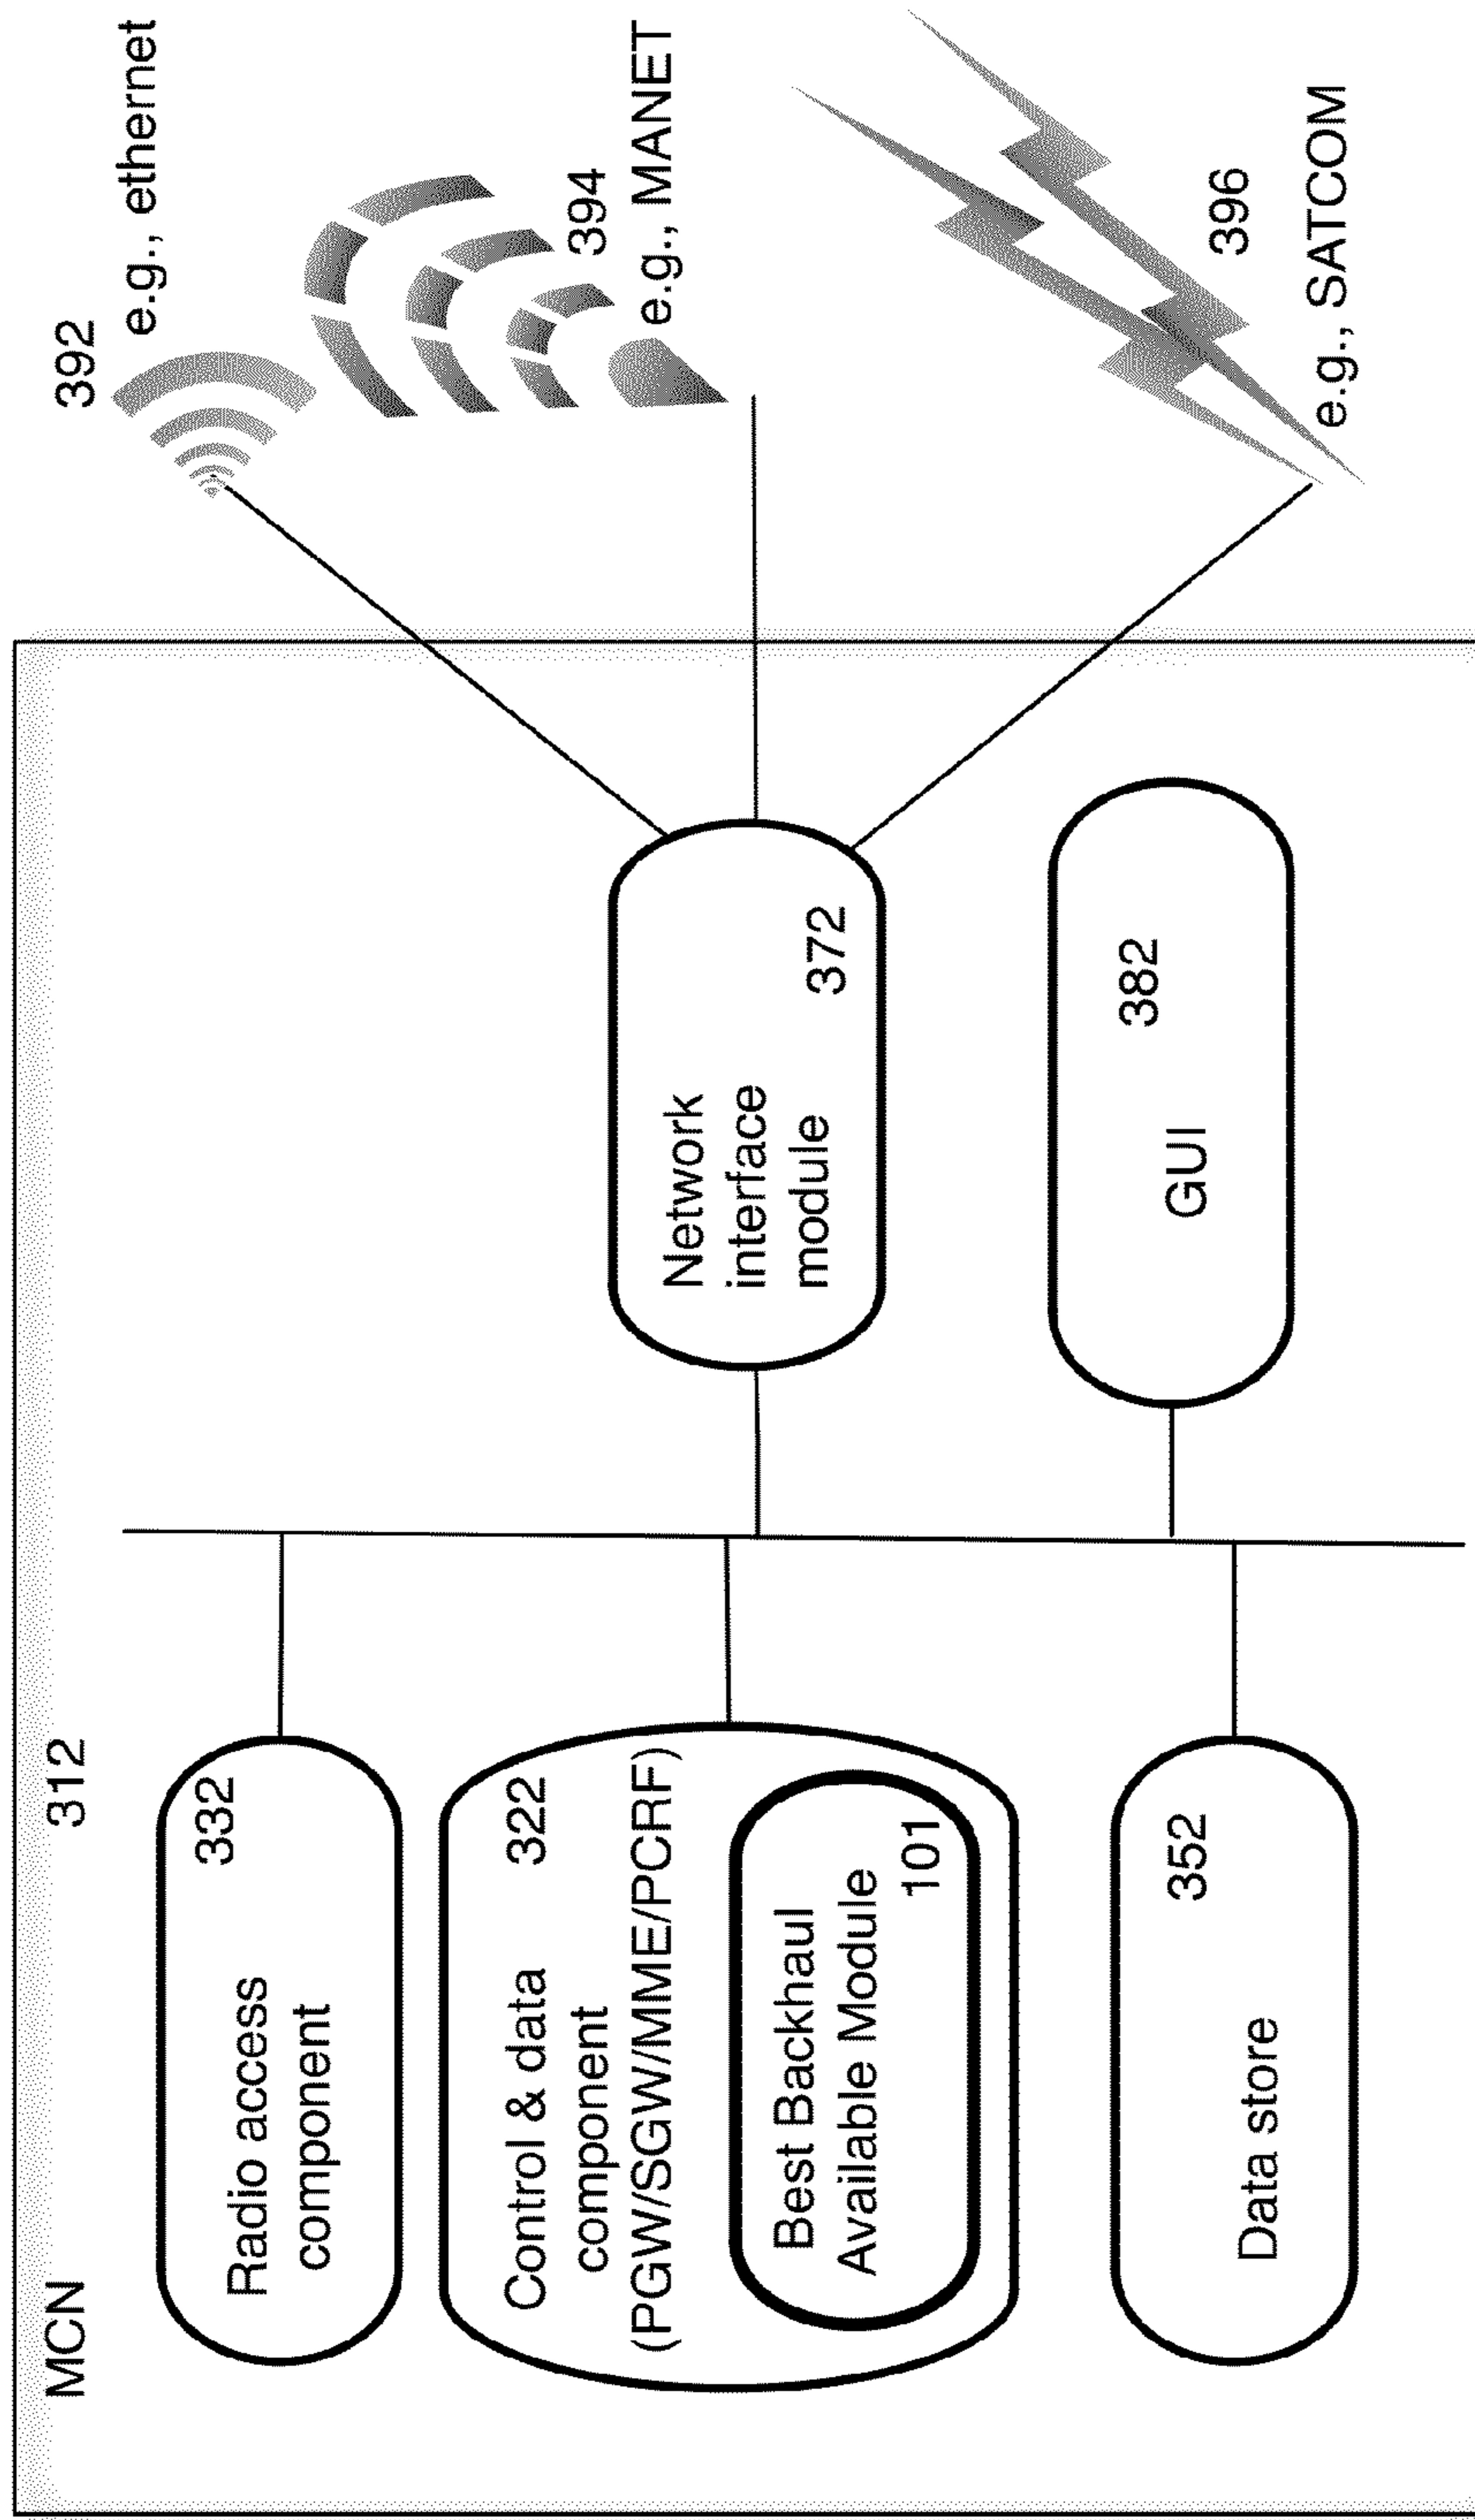 MCN 312
Radio access
component
332
Control & data
component
322
(PGW/SGW/MME/PCRF)
Best Backhaul
Available Module
101
Data store
352
Network
interface
module
372
GUI
382
392
e.g., ethernet
394
e.g., MANET
396
e.g., SATCOM